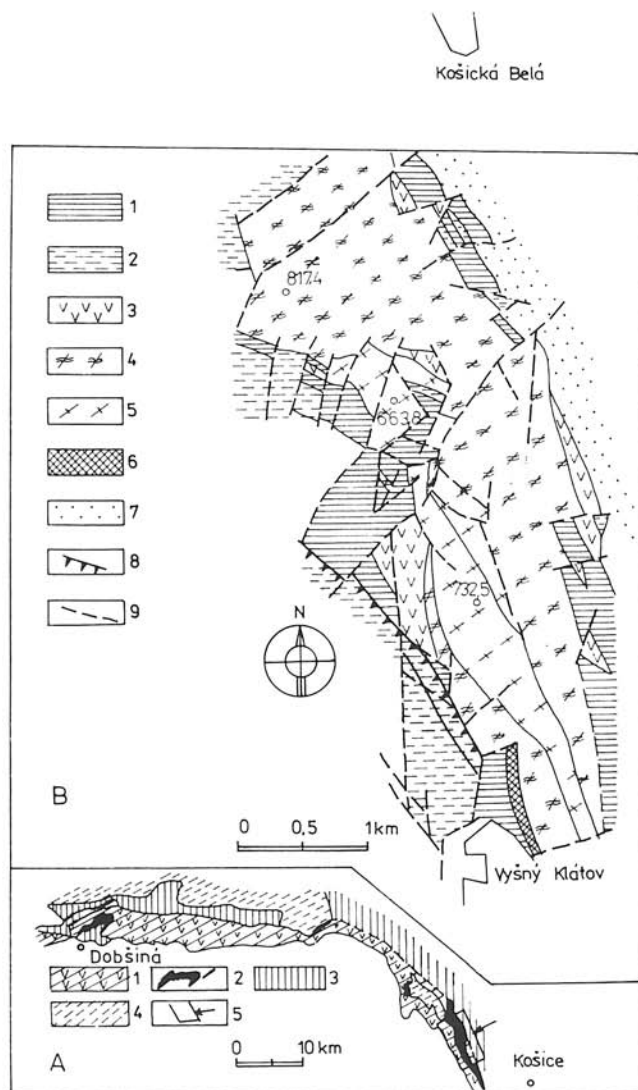 Košická Belá
1
2
3
4
5
6
7
8
9
817.4
663.8
732,5
N
B
0 0,5 1km
Vyšný Klátov
Dobšiná
1 2 3
4 5
A 0 10 km
Košice